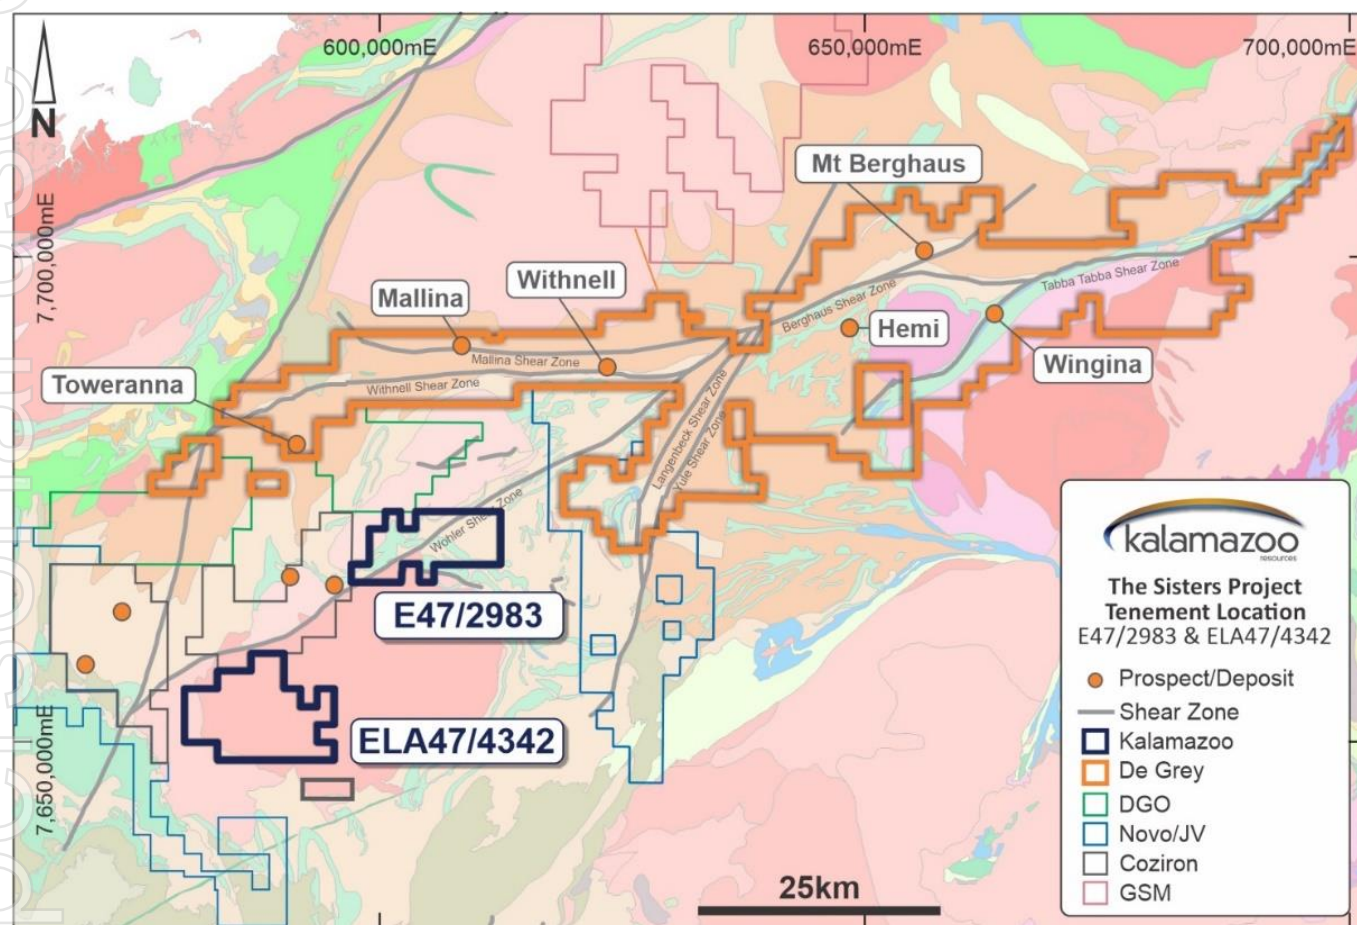 600,000mE
650,000mE
700,000mE
N
7,700,000mE
7,650,000mE
Mt Berghaus
Withnell
Mallina
Hemi
Wingina
Toweranna
Tabba Tabba Shear Zone
Berghaus Shear Zone
Mallina Shear Zone
Withnell Shear Zone
Langenbeck Shear Zone
Yule Shear Zone
Wohler Shear Zone
E47/2983
ELA47/4342
25km
kalamazoo
resources
The Sisters Project
Tenement Location
E47/2983 & ELA47/4342
Prospect/Deposit
Shear Zone
Kalamazoo
De Grey
DGO
Novo/JV
Coziron
GSM